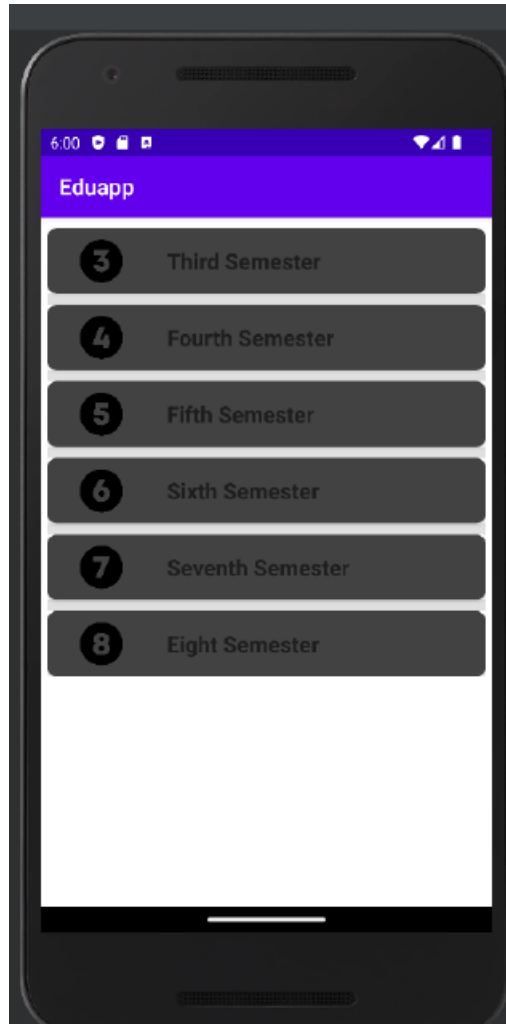 6:00
Eduapp
3 Third Semester
4 Fourth Semester
5 Fifth Semester
6 Sixth Semester
7 Seventh Semester
8 Eight Semester